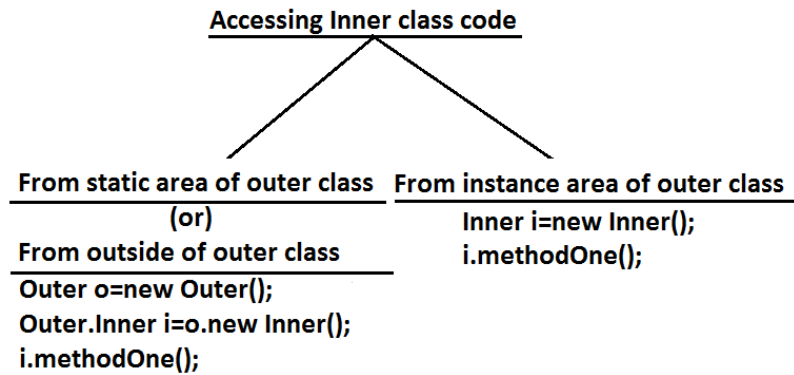 Accessing Inner class code
From static area of outer class
(or)
From outside of outer class
Outer o=new Outer();
Outer.Inner i=o.new Inner();
i.methodOne();
From instance area of outer class
Inner i=new Inner();
i.methodOne();